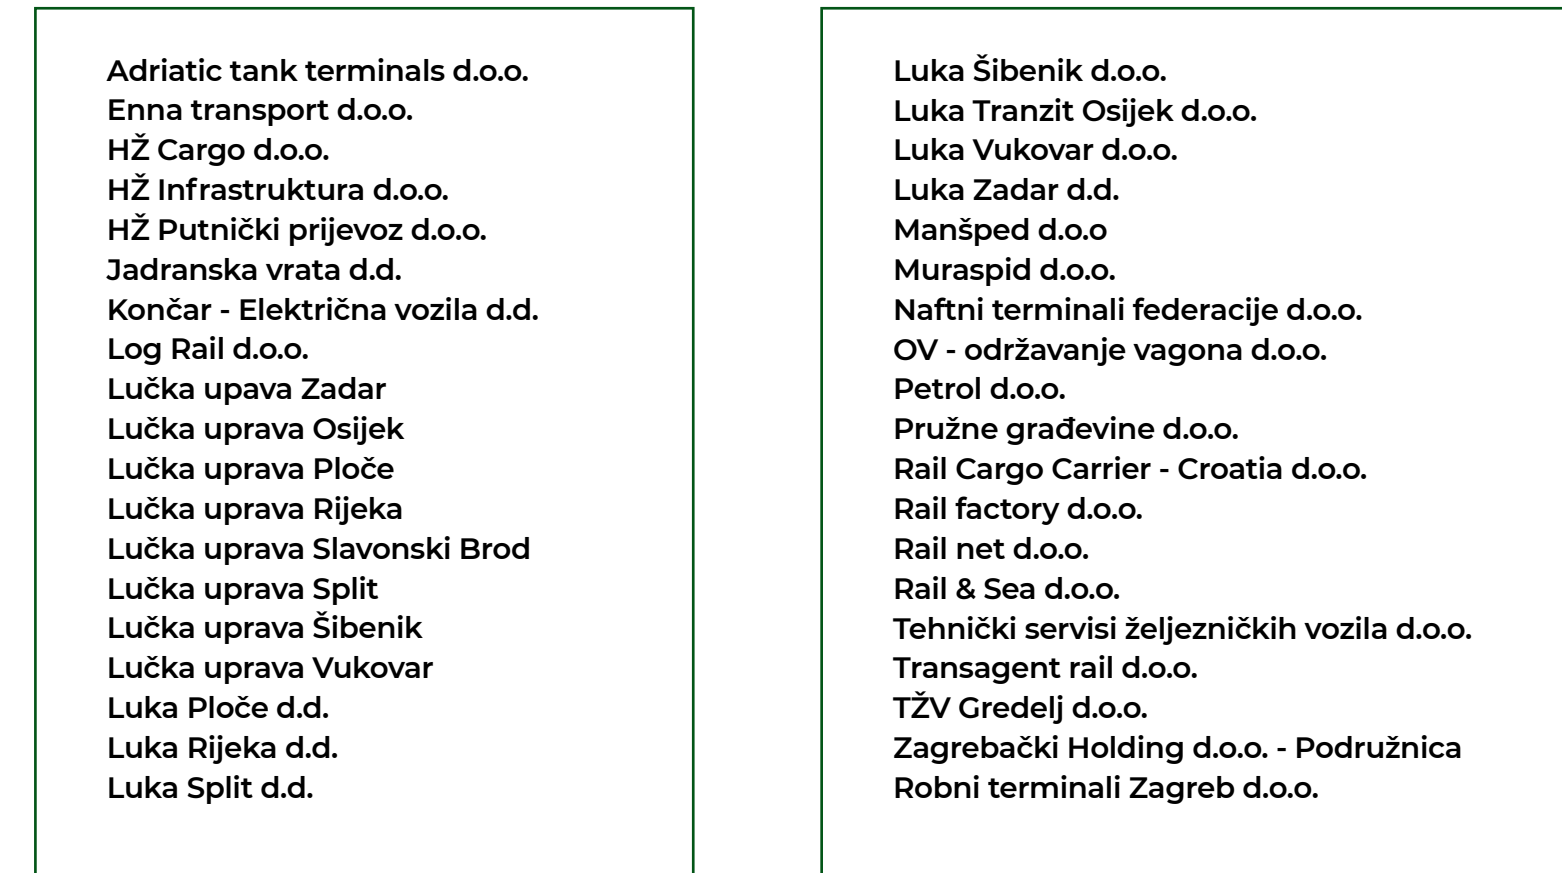 Adriatic tank terminals d.o.o.
Enna transport d.o.o.
HŽ Cargo d.o.o.
HŽ Infrastruktura d.o.o.
HŽ Putnički prijevoz d.o.o.
Jadranska vrata d.d.
Končar - Električna vozila d.d.
Log Rail d.o.o.
Lučka upava Zadar
Lučka uprava Osijek
Lučka uprava Ploče
Lučka uprava Rijeka
Lučka uprava Slavonski Brod
Lučka uprava Split
Lučka uprava Šibenik
Lučka uprava Vukovar
Luka Ploče d.d.
Luka Rijeka d.d.
Luka Split d.d.
Luka Šibenik d.o.o.
Luka Tranzit Osijek d.o.o.
Luka Vukovar d.o.o.
Luka Zadar d.d.
Manšped d.o.o
Muraspid d.o.o.
Naftni terminali federacije d.o.o.
OV - održavanje vagona d.o.o.
Petrol d.o.o.
Pružne građevine d.o.o.
Rail Cargo Carrier - Croatia d.o.o.
Rail factory d.o.o.
Rail net d.o.o.
Rail & Sea d.o.o.
Tehnički servisi željezničkih vozila d.o.o.
Transagent rail d.o.o.
TŽV Gredelj d.o.o.
Zagrebački Holding d.o.o. - Podružnica
Robni terminali Zagreb d.o.o.